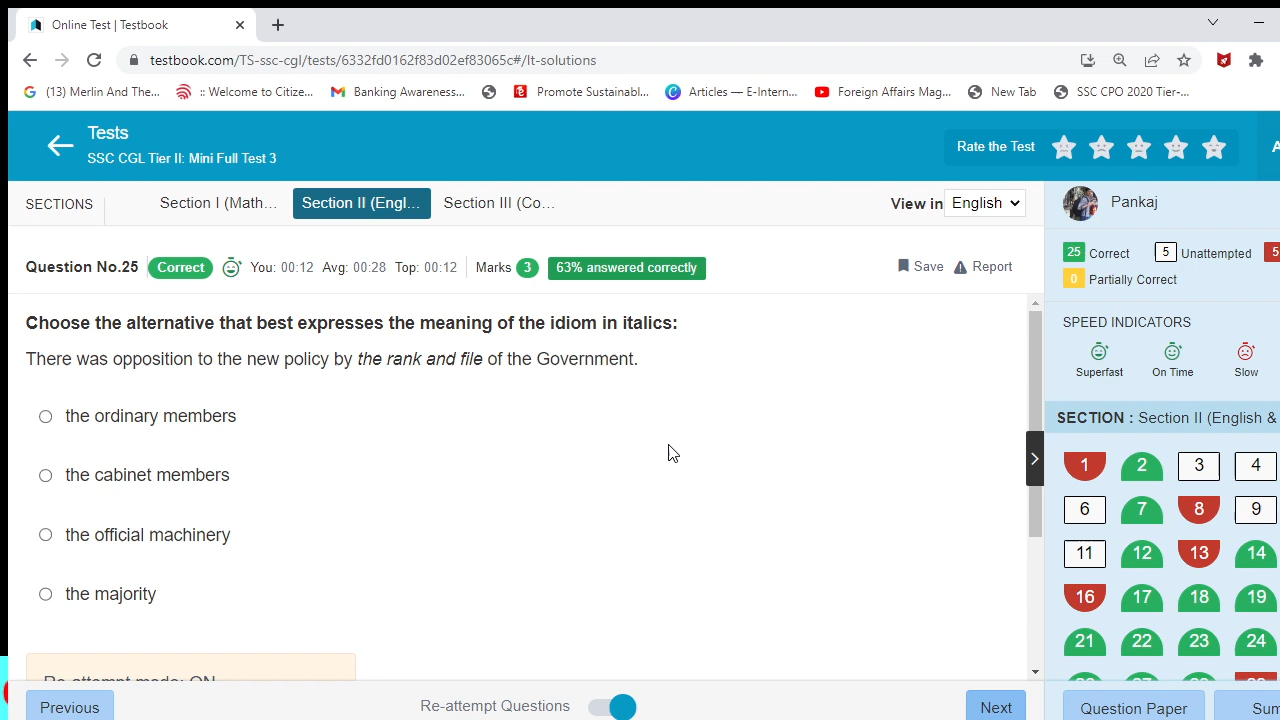 Online Test | Testbook
testbook.com/TS-ssc-cgl/tests/6332fd0162f83d02ef83065c#/lt-solutions
(13) Merlin And The... :: Welcome to Citize... Banking Awareness... Promote Sustainabl... Articles — E-Intern... Foreign Affairs Mag... New Tab SSC CPO 2020 Tier-...
Tests
SSC CGL Tier II: Mini Full Test 3
Rate the Test
SECTIONS Section I (Math... Section II (Engl... Section III (Co... View in English
Pankaj
Question No.25 Correct You: 00:12 Avg: 00:28 Top: 00:12 Marks 3 63% answered correctly Save Report
25 Correct 5 Unattempted 5
0 Partially Correct
Choose the alternative that best expresses the meaning of the idiom in italics:
There was opposition to the new policy by the rank and file of the Government.
the ordinary members
the cabinet members
the official machinery
the majority
SPEED INDICATORS
Superfast On Time Slow
SECTION : Section II (English &
1 2 3 4
6 7 8 9
11 12 13 14
16 17 18 19
21 22 23 24
Re-attempt mode: ON
Previous Re-attempt Questions Next Question Paper